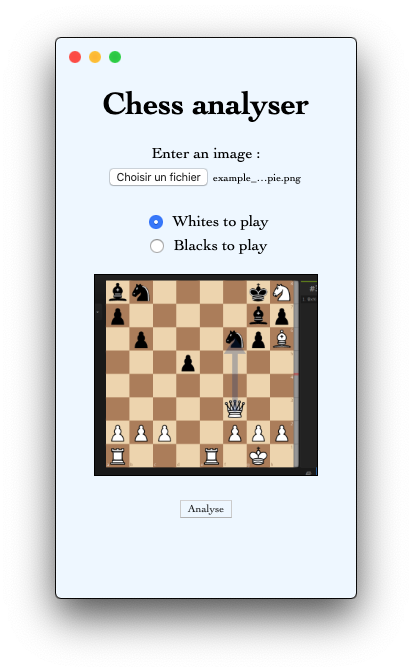 Chess analyser
Enter an image :
Choisir un fichier example_...pie.png
Whites to play
Blacks to play
Analyse